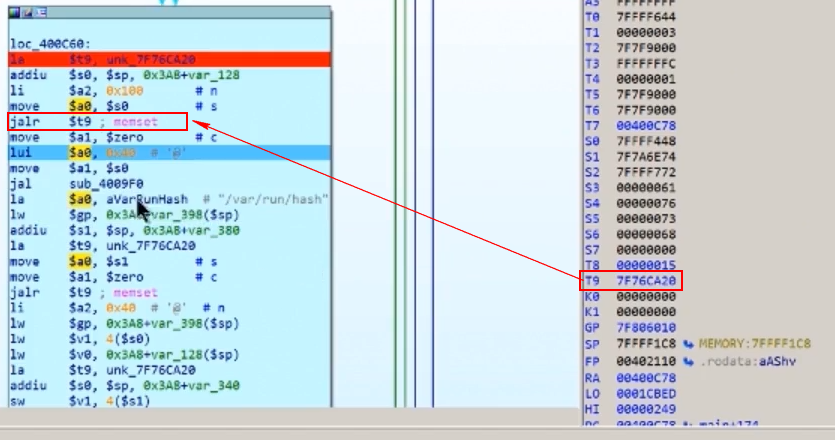 loc_400C60:
la $t9, unk_7F76CA20
addiu $s0, $sp, 0x3A8+var_128
li $a2, 0x100 # n
move $a0, $s0 # s
jalr $t9 ; memset
move $a1, $zero # c
lui $a0, 0x40 # '@'
move $a1, $s0
jal sub_4009F0
la $a0, aVarRunHash # "/var/run/hash"
lw $gp, 0x3A8+var_398($sp)
addiu $s1, $sp, 0x3A8+var_380
la $t9, unk_7F76CA20
move $a0, $s1 # s
move $a1, $zero # c
jalr $t9 ; memset
li $a2, 0x40 # '@' # n
lw $gp, 0x3A8+var_398($sp)
lw $v1, 4($s0)
lw $v0, 0x3A8+var_128($sp)
la $t9, unk_7F76CA20
addiu $s0, $sp, 0x3A8+var_340
sw $v1, 4($s1)
A3 FFFFFFFF
T0 7FFFF644
T1 00000003
T2 7F7F9000
T3 FFFFFFFC
T4 00000001
T5 7F7F9000
T6 7F7F9000
T7 00400C78
S0 7FFFF448
S1 7F7A6E74
S2 7FFFF772
S3 00000061
S4 00000076
S5 00000073
S6 00000068
S7 00000000
T8 00000015
T9 7F76CA20
K0 00000000
K1 00000000
GP 7F806010
SP 7FFFF1C8 MEMORY:7FFFF1C8
FP 00402110 .rodata:aAShv
RA 00400C78
LO 0001CBED
HI 00000249
PC 00400C78 main+174